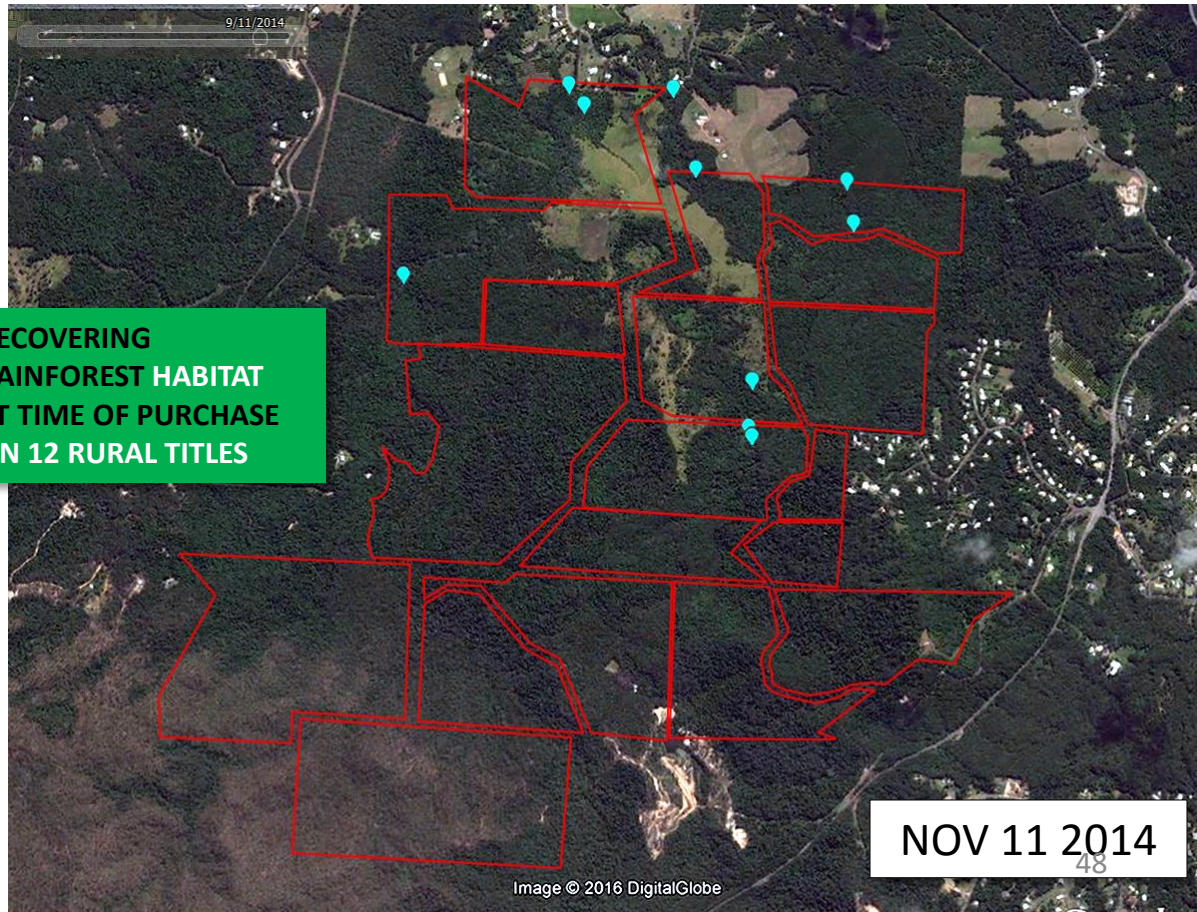 9/11/2014
ECOVERING
AINFOREST HABITAT
T TIME OF PURCHASE
N 12 RURAL TITLES
NOV 11 2014
48
Image © 2016 DigitalGlobe